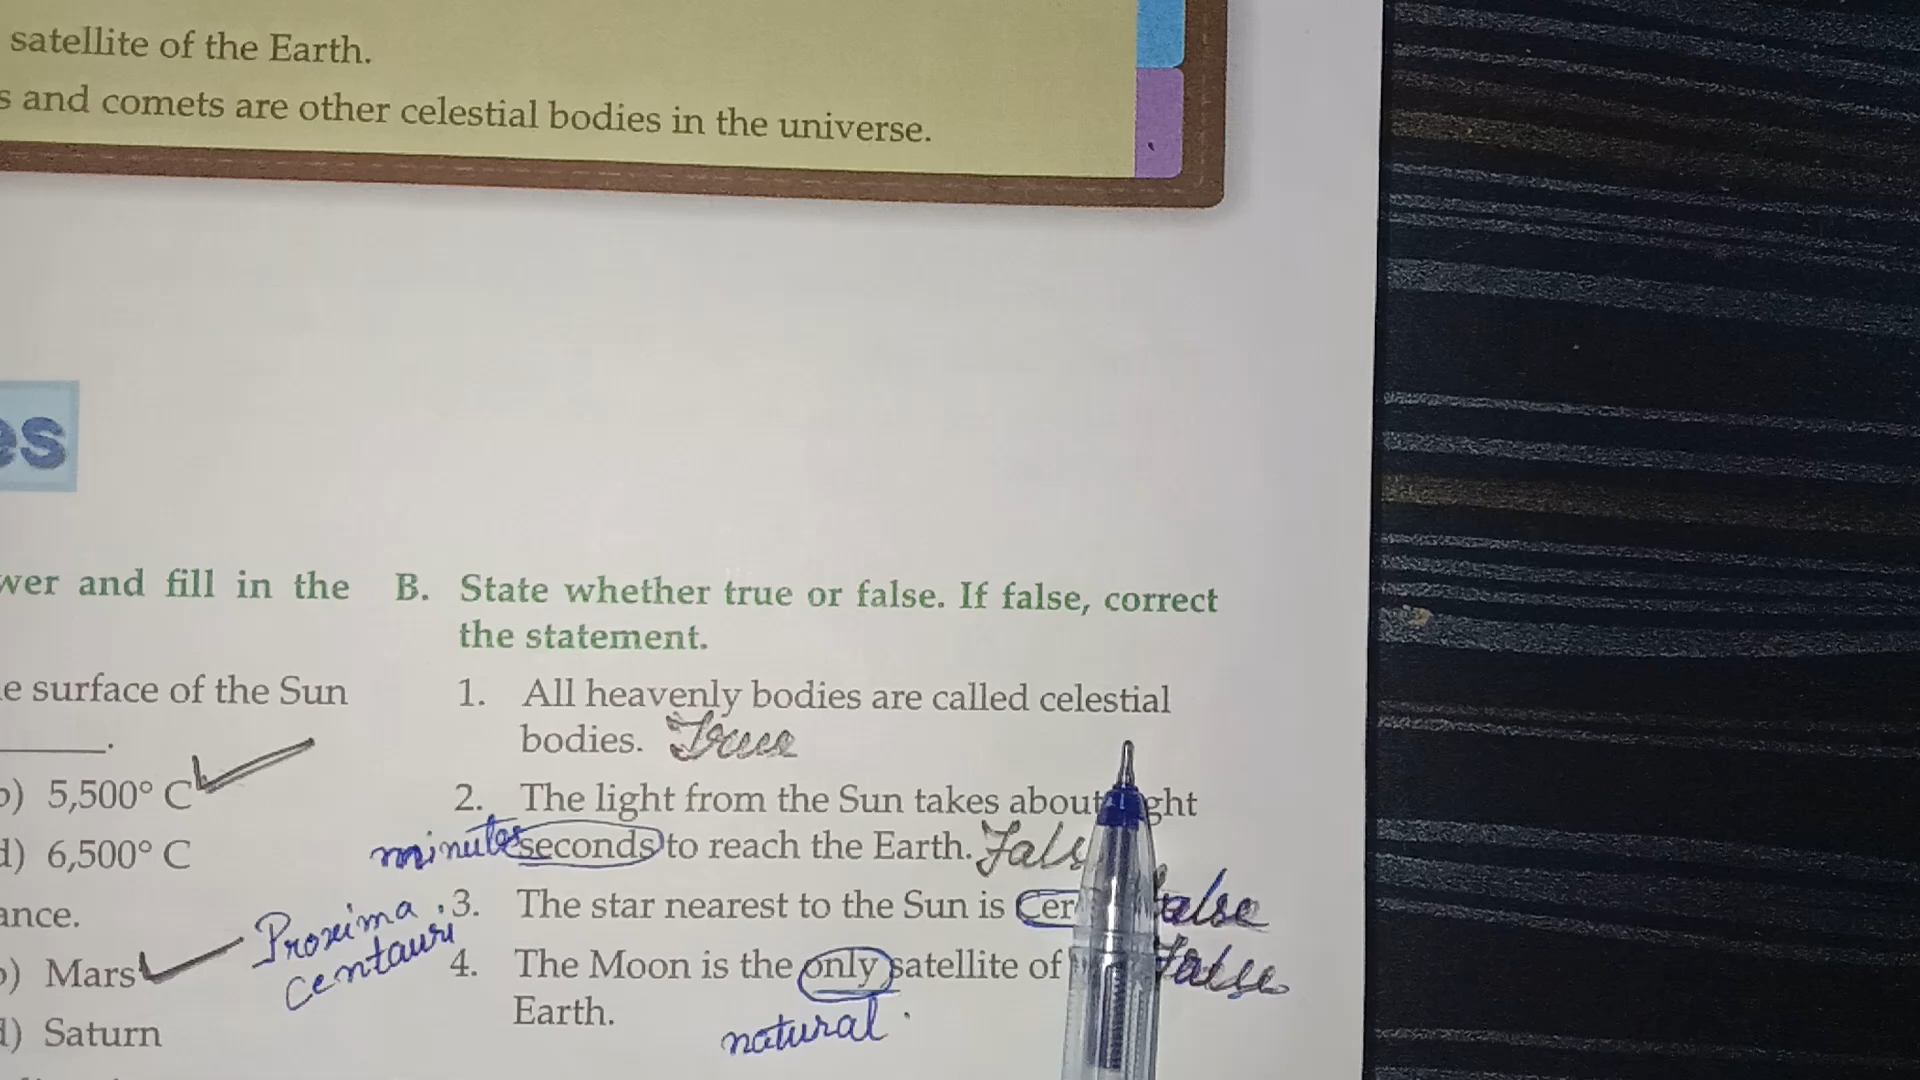 satellite of the Earth.
s and comets are other celestial bodies in the universe.
es
wer and fill in the
e surface of the Sun
.
b) 5,500° C
d) 6,500° C
ance.
b) Mars
d) Saturn
B. State whether true or false. If false, correct
the statement.
1. All heavenly bodies are called celestial
bodies. True
2. The light from the Sun takes about ght
minutes seconds to reach the Earth. Fals
Proxima
centauri
3. The star nearest to the Sun is Cer alse
4. The Moon is the only satellite of False
Earth.
natural.